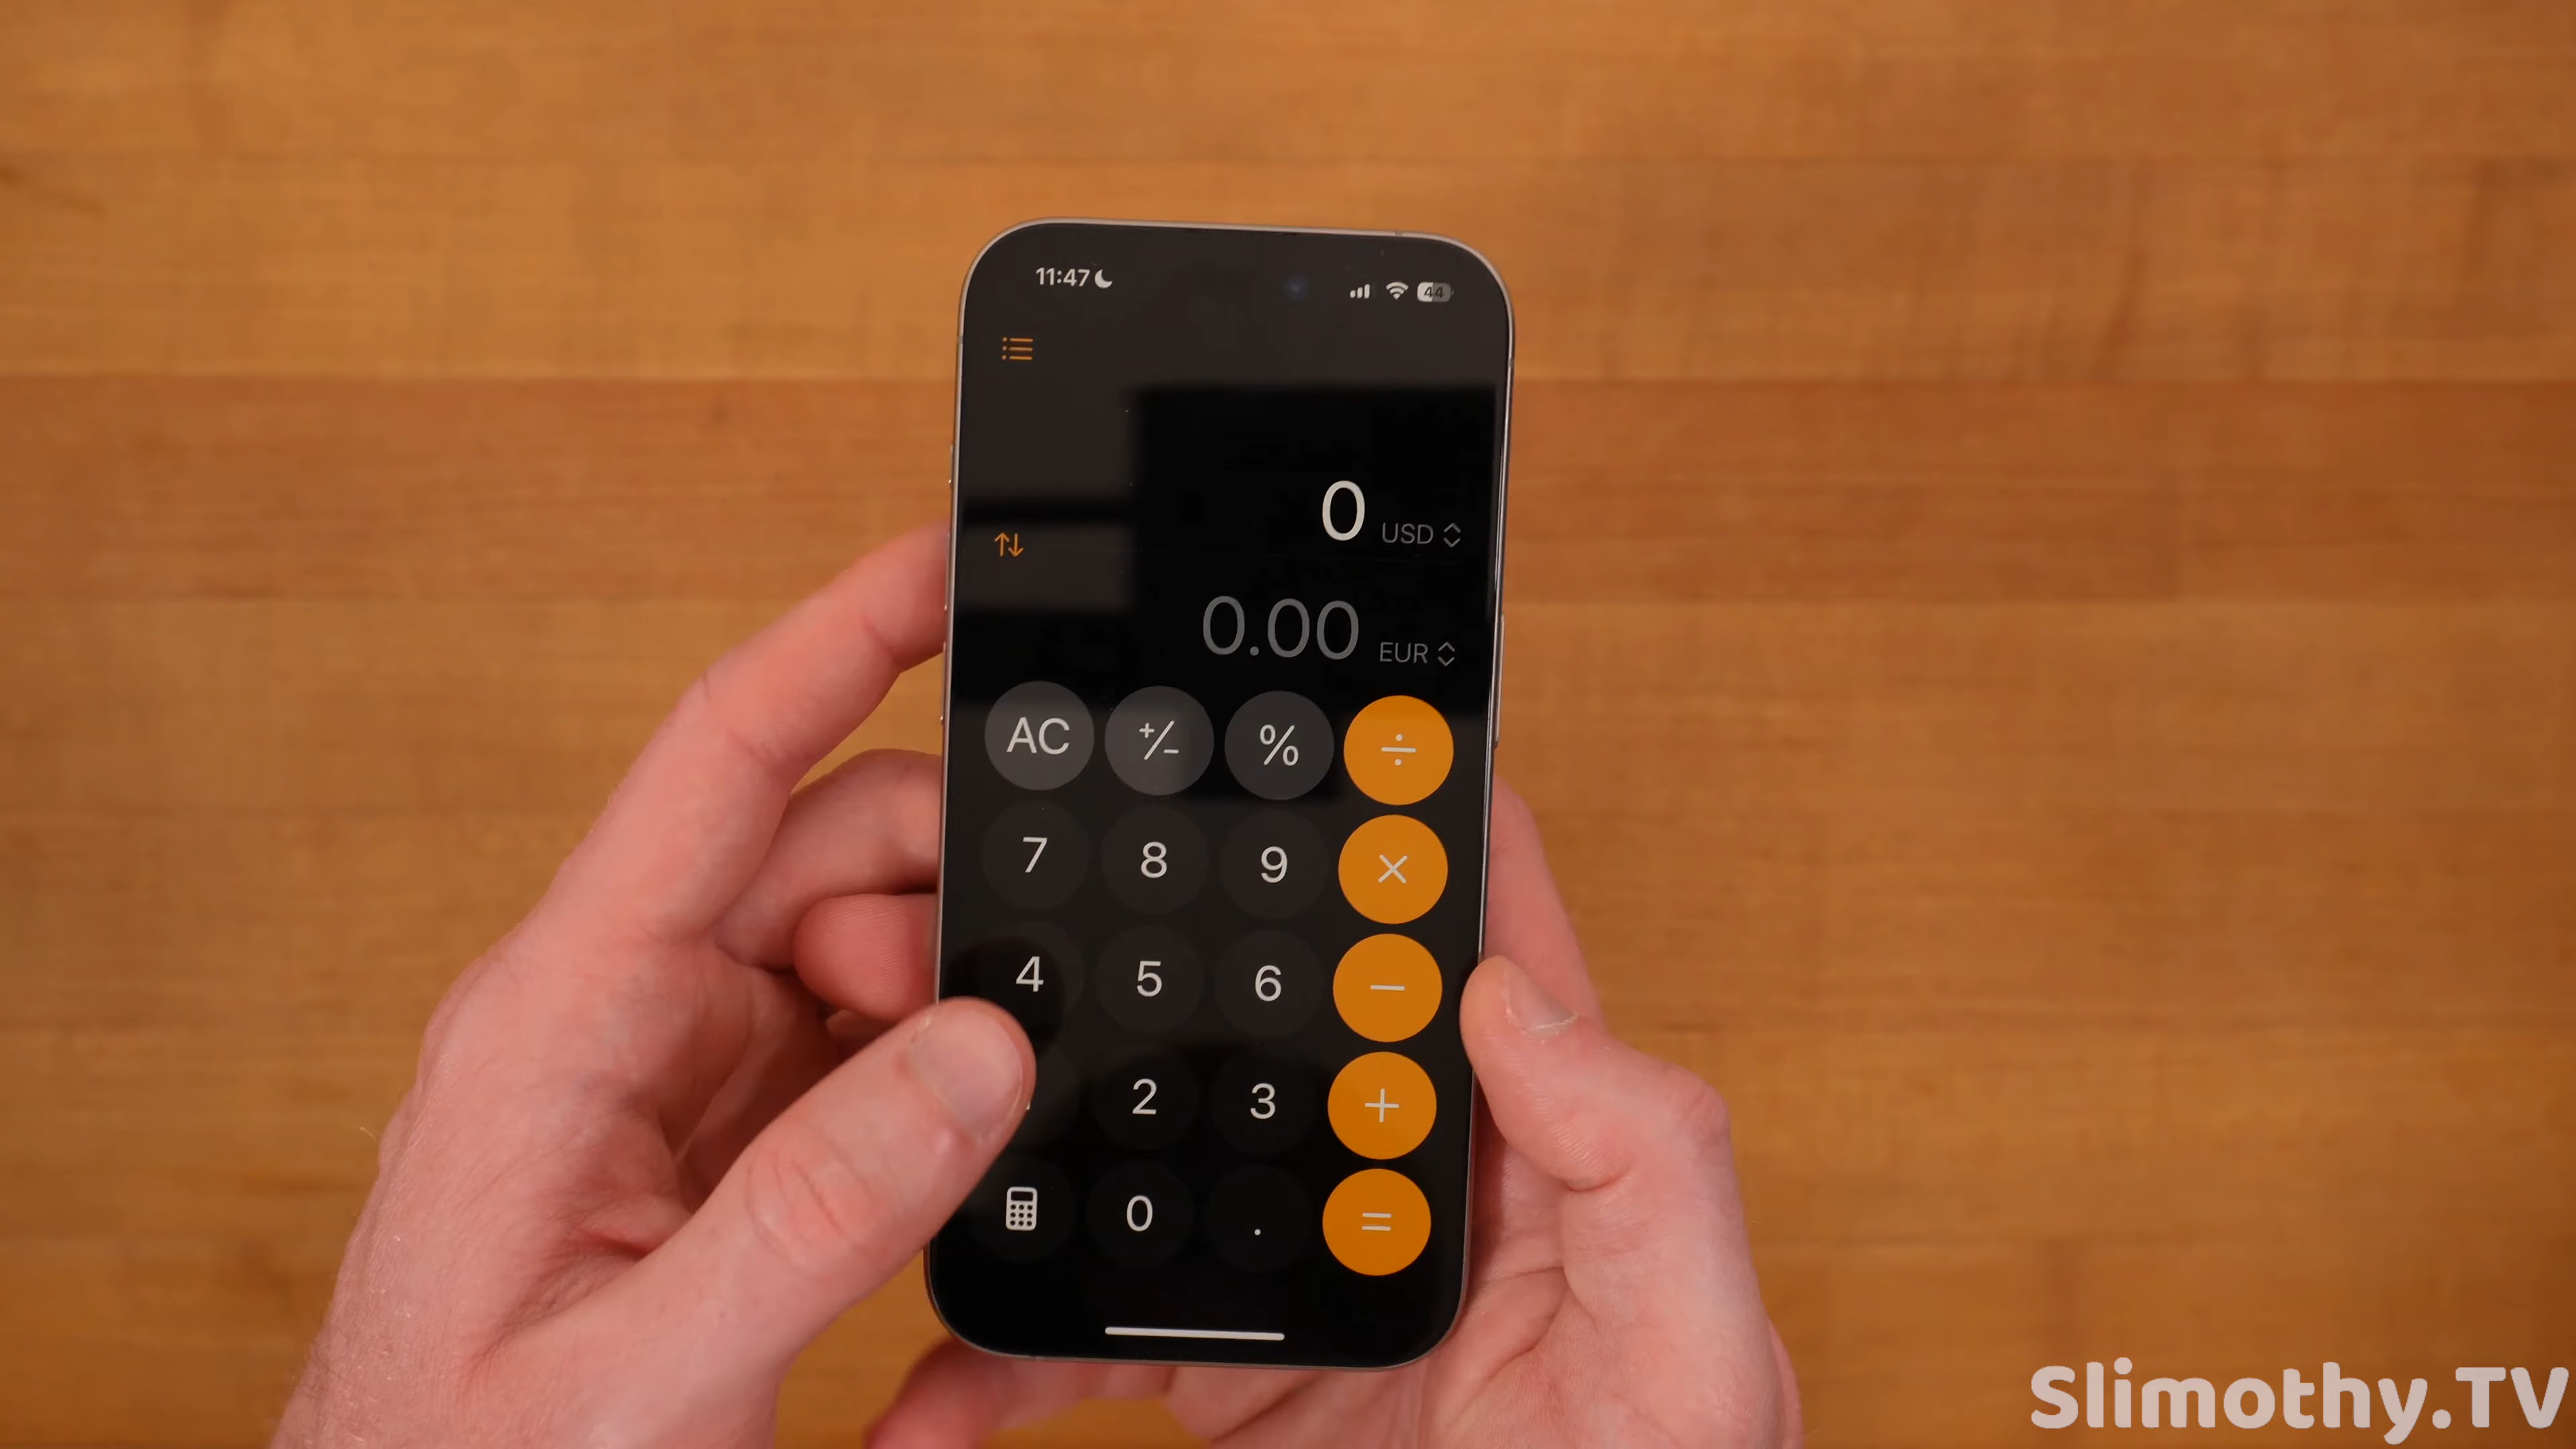 11:47
44
0 USD
0.00 EUR
AC +/- % ÷
7 8 9 ×
4 5 6 −
2 3 +
0 . =
Slimothy.TV